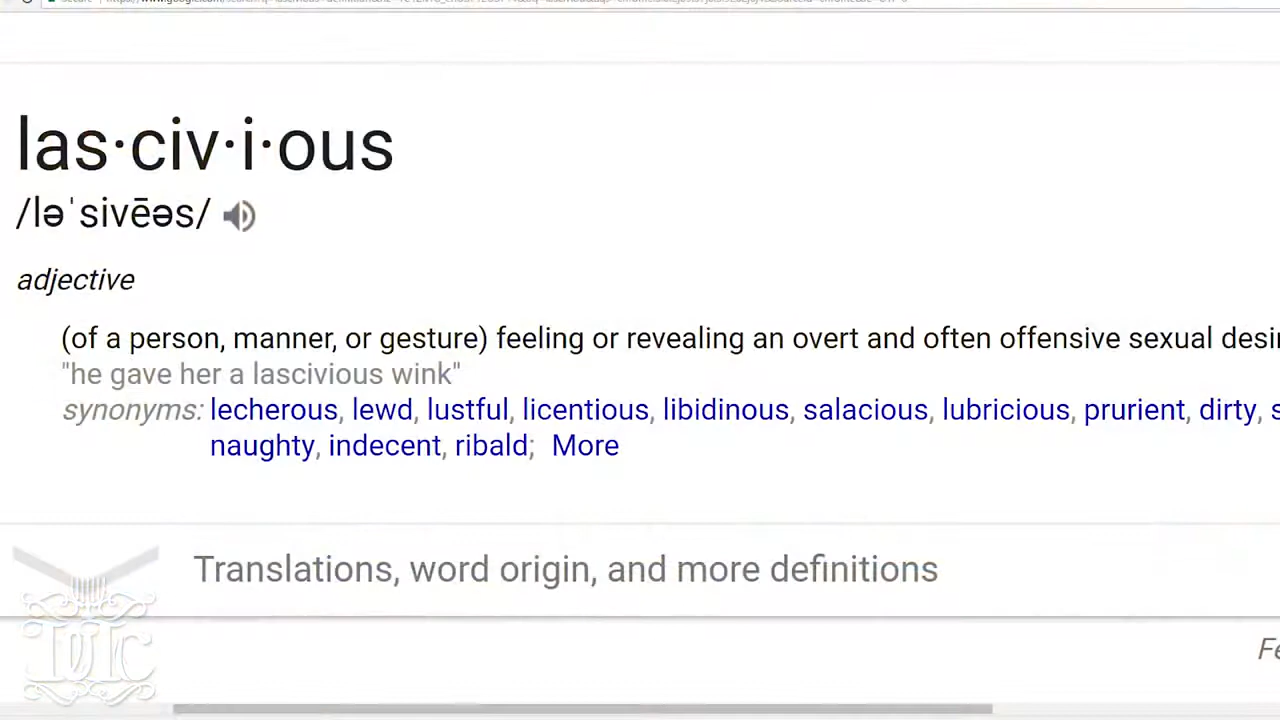 las·civ·i·ous
/ləˈsivēəs/
adjective
(of a person, manner, or gesture) feeling or revealing an overt and often offensive sexual
"he gave her a lascivious wink"
synonyms: lecherous, lewd, lustful, licentious, libidinous, salacious, lubricious, prurient, dirty,
naughty, indecent, ribald; More
Translations, word origin, and more definitions
IUIC